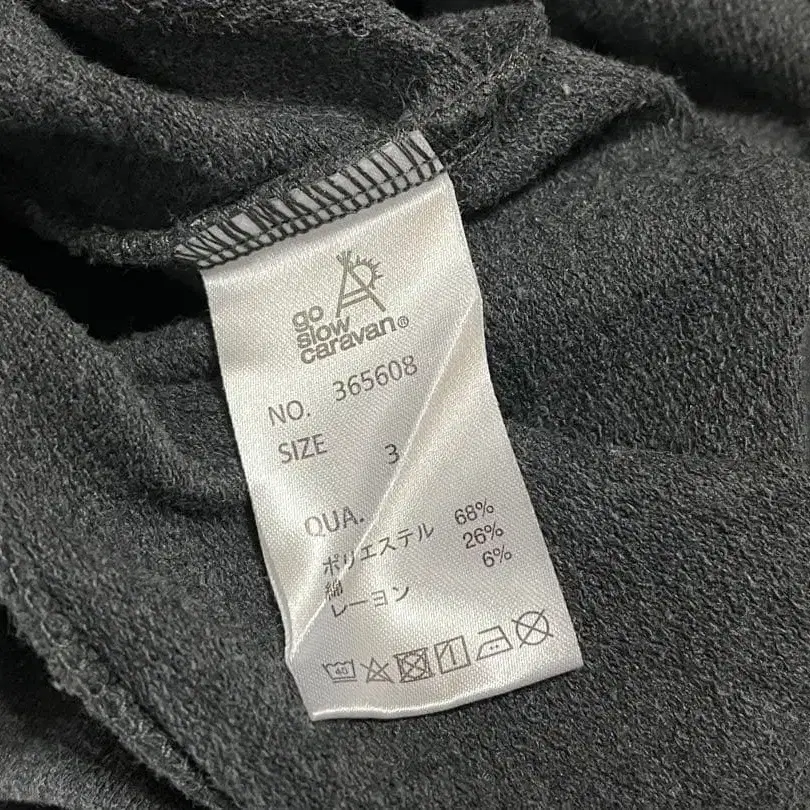 go
slow
caravan®
NO. 365608
SIZE 3
QUA.
ポリエステル 68%
綿 26%
レーヨン 6%
40